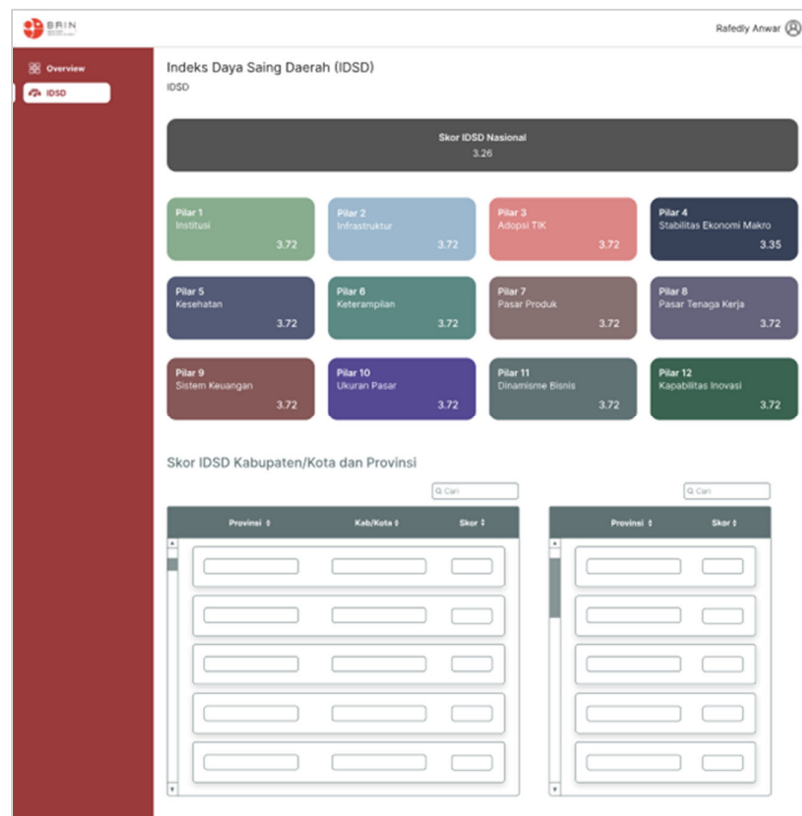 BRIN
Rafedly Anwar
Overview
IDSD
Indeks Daya Saing Daerah (IDSD)
IDSD
Skor IDSD Nasional
3.26
Pilar 1
Institusi
3.72
Pilar 2
Infrastruktur
3.72
Pilar 3
Adopsi TIK
3.72
Pilar 4
Stabilitas Ekonomi Makro
3.35
Pilar 5
Kesehatan
3.72
Pilar 6
Keterampilan
3.72
Pilar 7
Pasar Produk
3.72
Pilar 8
Pasar Tenaga Kerja
3.72
Pilar 9
Sistem Keuangan
3.72
Pilar 10
Ukuran Pasar
3.72
Pilar 11
Dinamisme Bisnis
3.72
Pilar 12
Kapabilitas Inovasi
3.72
Skor IDSD Kabupaten/Kota dan Provinsi
Cari
Cari
Provinsi Kab/Kota Skor
Provinsi Skor